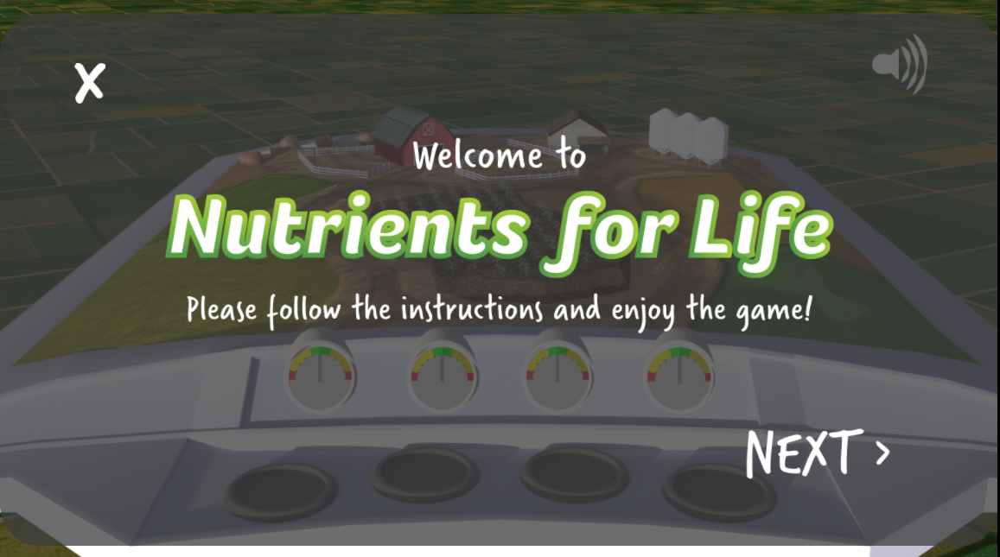 X
Welcome to
Nutrients for Life
Please follow the instructions and enjoy the game!
NEXT >